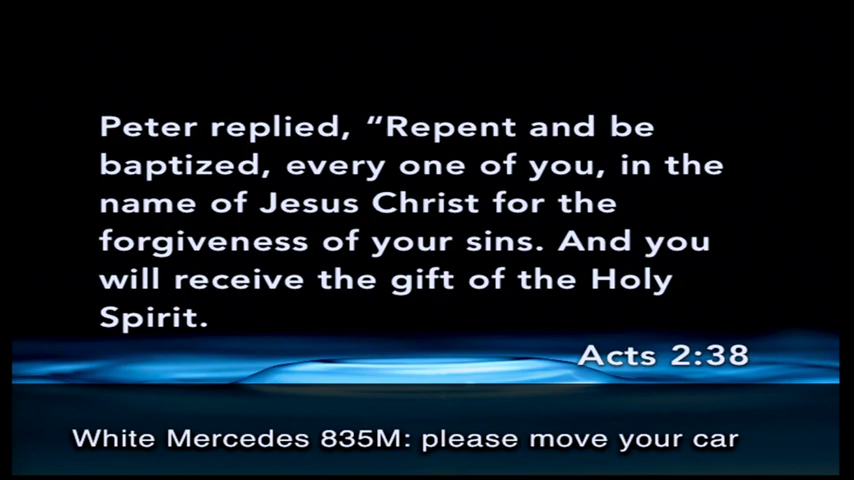 Peter replied, “Repent and be
baptized, every one of you, in the
name of Jesus Christ for the
forgiveness of your sins. And you
will receive the gift of the Holy
Spirit.
Acts 2:38
White Mercedes 835M: please move your car